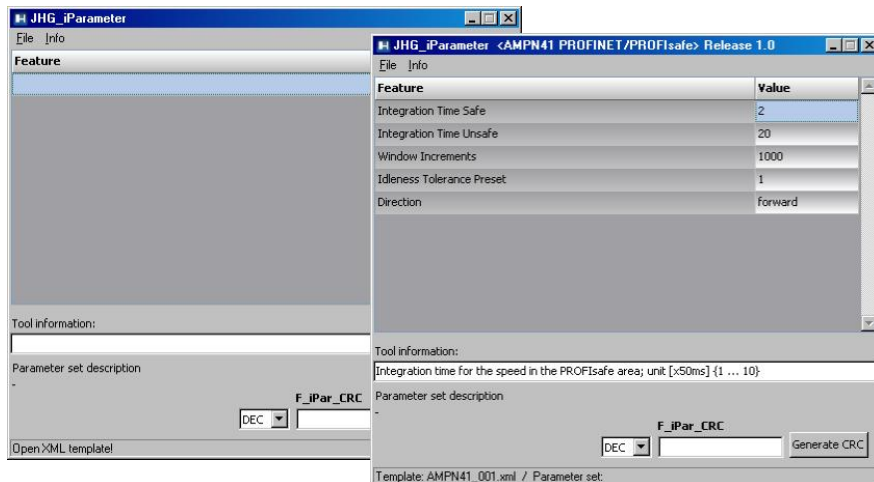 JHG_iParameter
File Info
Feature
Tool information:
Parameter set description
-
F_iPar_CRC
DEC
Open XML template!
JHG_iParameter <AMPN41 PROFINET/PROFIsafe> Release 1.0
File Info
Feature Value
Integration Time Safe 2
Integration Time Unsafe 20
Window Increments 1000
Idleness Tolerance Preset 1
Direction forward
Tool information:
Integration time for the speed in the PROFIsafe area; unit [x50ms] {1 ... 10}
Parameter set description
-
F_iPar_CRC
DEC Generate CRC
Template: AMPN41_001.xml / Parameter set: